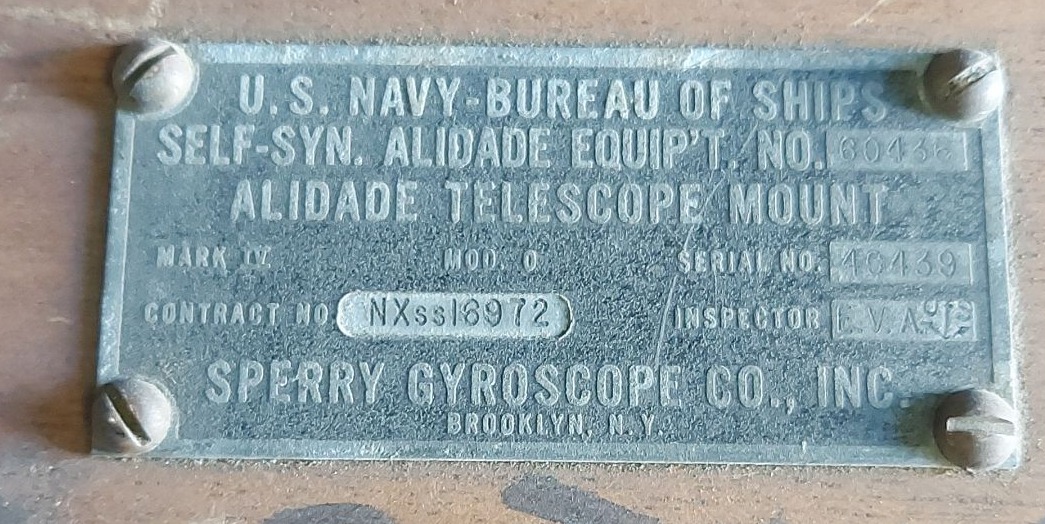 U.S. NAVY-BUREAU OF SHIPS
SELF-SYN. ALIDADE EQUIP'T. NO.
ALIDADE TELESCOPE MOUNT
MARK IV MOD. 0 SERIAL NO. 46439
CONTRACT NO NXss16972 INSPECTOR E.V.A
SPERRY GYROSCOPE CO., INC.
BROOKLYN, N.Y.